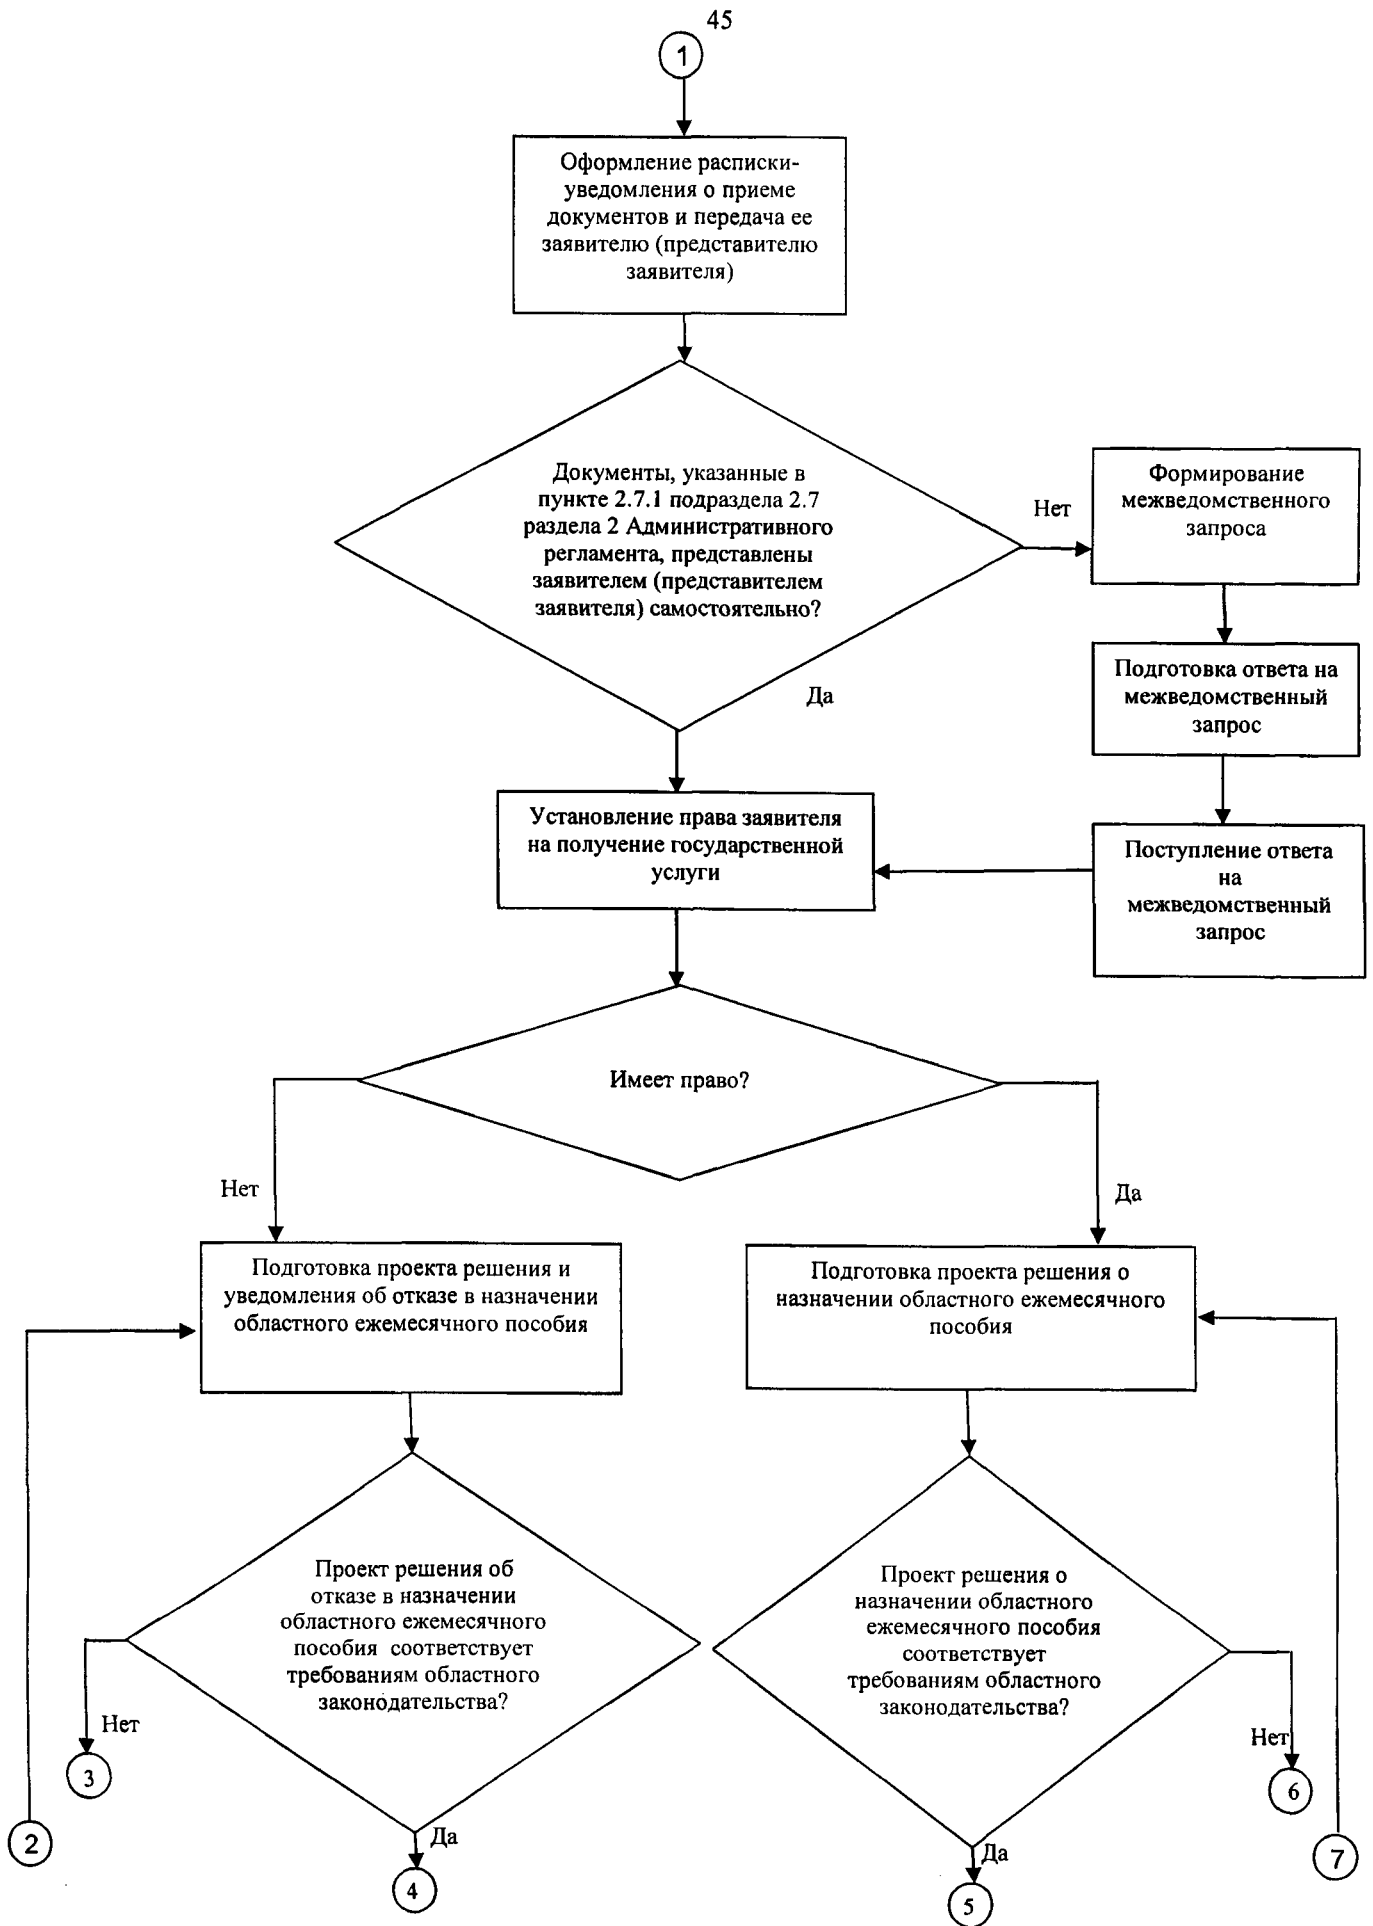 45
1
Оформление расписки-
уведомления о приеме
документов и передача ее
заявителю (представителю
заявителя)
Документы, указанные в
пункте 2.7.1 подраздела 2.7
раздела 2 Административного
регламента, представлены
заявителем (представителем
заявителя) самостоятельно?
Нет
Формирование
межведомственного
запроса
Подготовка ответа на
межведомственный
запрос
Да
Установление права заявителя
на получение государственной
услуги
Поступление ответа
на
межведомственный
запрос
Имеет право?
Нет
Да
Подготовка проекта решения и
уведомления об отказе в назначении
областного ежемесячного пособия
Подготовка проекта решения о
назначении областного ежемесячного
пособия
Проект решения об
отказе в назначении
областного ежемесячного
пособия соответствует
требованиям областного
законодательства?
Проект решения о
назначении областного
ежемесячного пособия
соответствует
требованиям областного
законодательства?
Нет
Нет
3
6
2
Да
Да
7
4
5